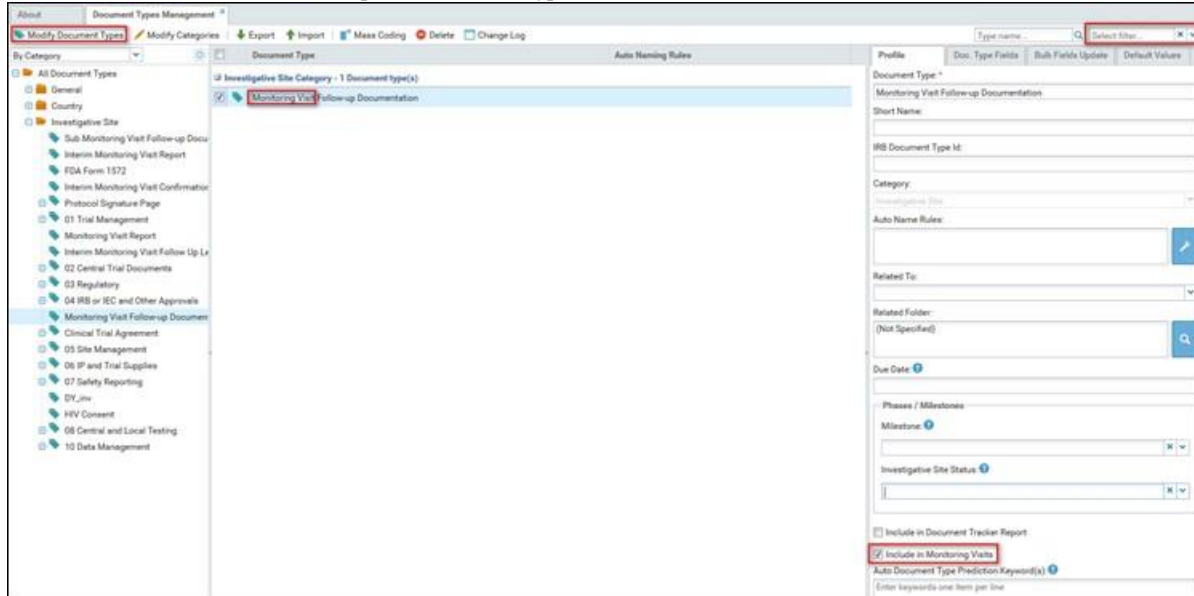 About
Document Types Management
Modify Document Types
Modify Categories
Export
Import
Mass Coding
Delete
Change Log
Type name...
Select filter...
By Category
Document Type
Auto Naming Rules
All Document Types
General
Country
Investigative Site
Sub Monitoring Visit Follow-up Docu
Interim Monitoring Visit Report
FDA Form 1572
Interim Monitoring Visit Confirmation
Protocol Signature Page
01 Trial Management
Monitoring Visit Report
Interim Monitoring Visit Follow Up Le
02 Central Trial Documents
03 Regulatory
04 IRB or IEC and Other Approvals
Monitoring Visit Follow-up Documen
Clinical Trial Agreement
05 Site Management
06 IP and Trial Supplies
07 Safety Reporting
DY_inv
HIV Consent
08 Central and Local Testing
10 Data Management
Investigative Site Category - 1 Document type(s)
Monitoring Visit Follow-up Documentation
Profile
Doc. Type Fields
Bulk Fields Update
Default Values
Document Type:*
Monitoring Visit Follow-up Documentation
Short Name:
IRB Document Type Id:
Category:
Investigative Site
Auto Name Rules:
Related To:
Related Folder:
(Not Specified)
Due Date:
Phases / Milestones
Milestone:
Investigative Site Status:
Include in Document Tracker Report
Include in Monitoring Visits
Auto Document Type Prediction Keyword(s)
Enter keywords one item per line